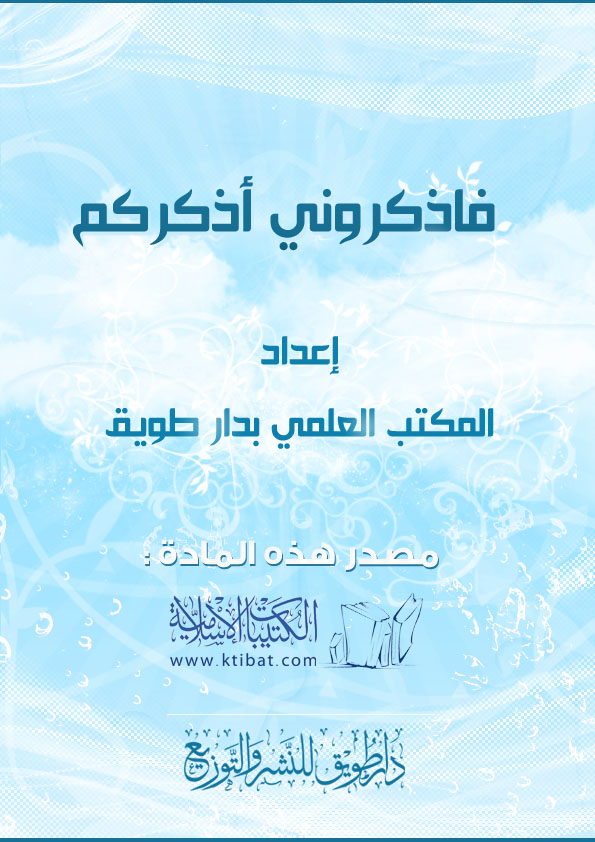 فاذكروني أذكركم
إعداد
المكتب العلمي بدار طويق
مصدر هذه المادة :
الكتيبات الإسلامية
www.ktibat.com
دار طويق للنشر والتوزيع